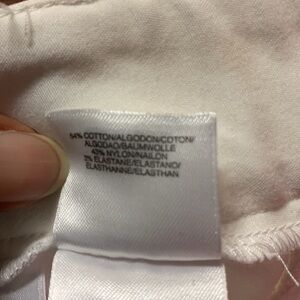 54% COTTON/ALGODON/COTON/
ALGODAO/BAUMWOLLE
43% NYLON/NAILON
3% ELASTANE/ELASTANO/
ELASTHANNE/ELASTHAN